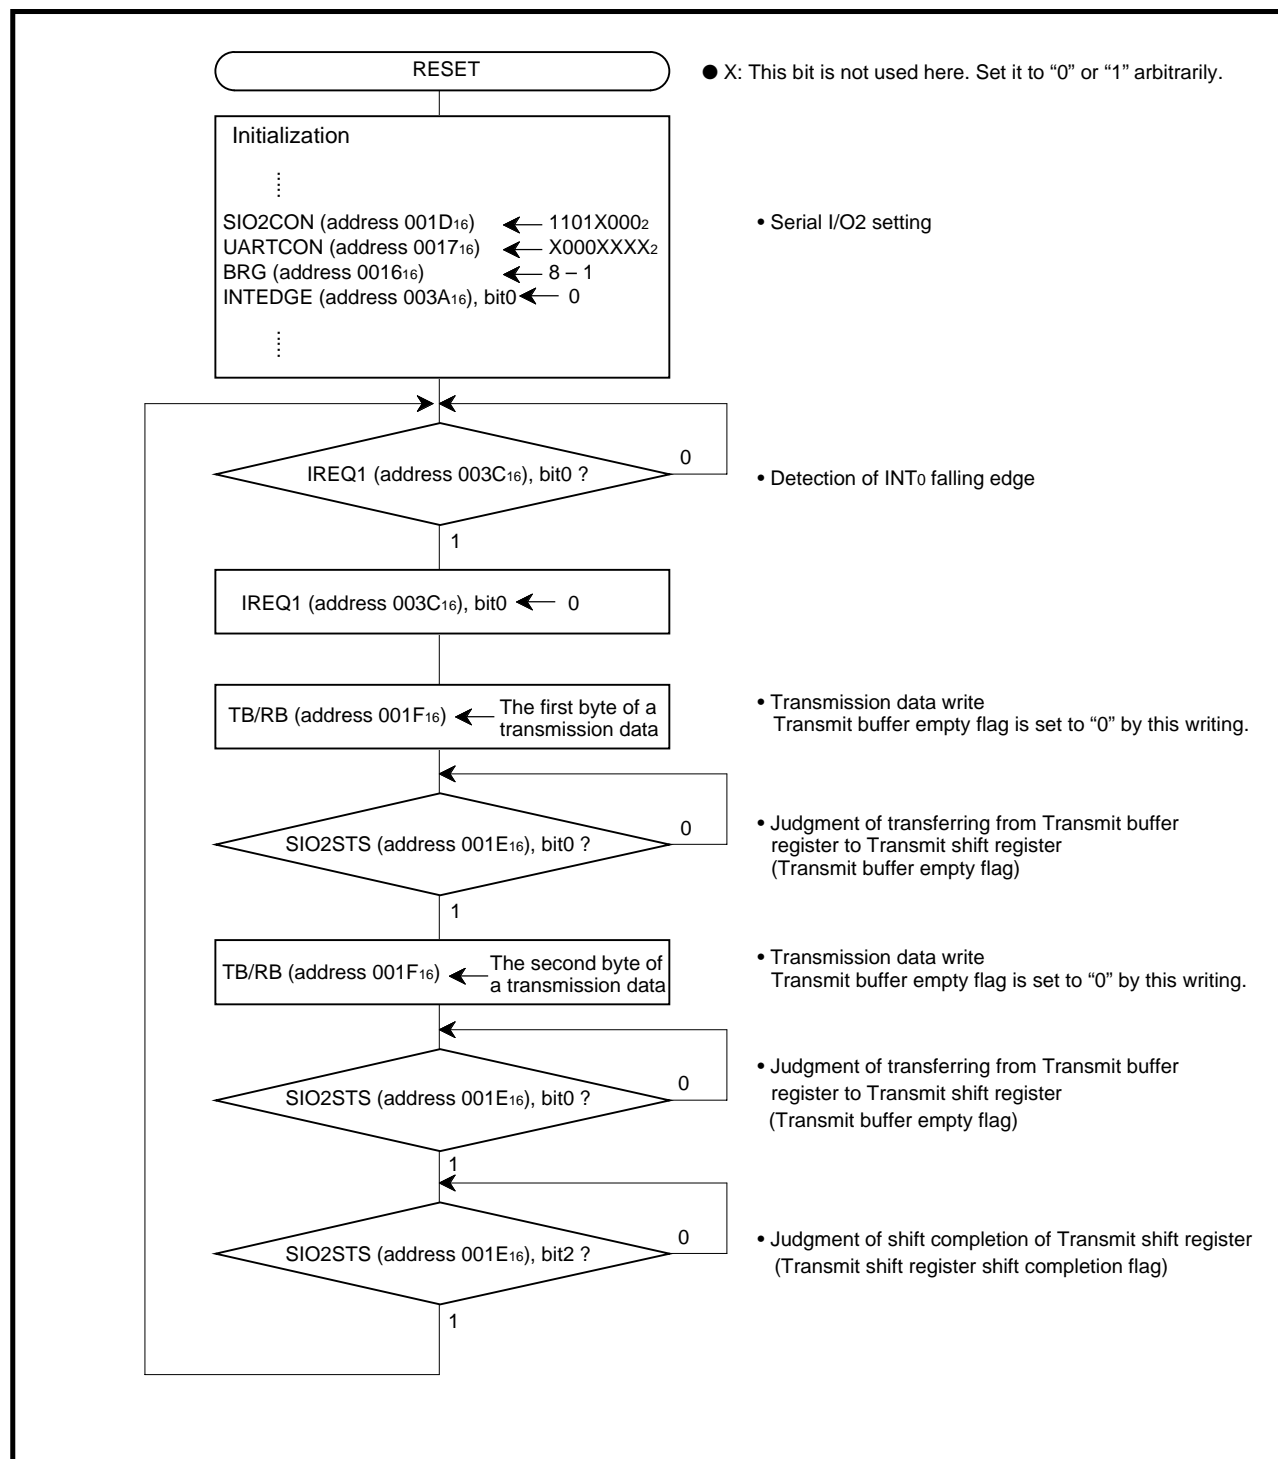 RESET
● X: This bit is not used here. Set it to “0” or “1” arbitrarily.
Initialization
SIO2CON (address 001D16) 1101X0002
• Serial I/O2 setting
UARTCON (address 001716) X000XXXX2
BRG (address 001616) 8 – 1
INTEDGE (address 003A16), bit0 0
0
IREQ1 (address 003C16), bit0 ?
• Detection of INT0 falling edge
1
IREQ1 (address 003C16), bit0 0
TB/RB (address 001F16)
The first byte of a
transmission data
• Transmission data write
Transmit buffer empty flag is set to “0” by this writing.
0
SIO2STS (address 001E16), bit0 ?
• Judgment of transferring from Transmit buffer
register to Transmit shift register
(Transmit buffer empty flag)
1
TB/RB (address 001F16)
The second byte of
a transmission data
• Transmission data write
Transmit buffer empty flag is set to “0” by this writing.
0
SIO2STS (address 001E16), bit0 ?
• Judgment of transferring from Transmit buffer
register to Transmit shift register
(Transmit buffer empty flag)
1
0
SIO2STS (address 001E16), bit2 ?
• Judgment of shift completion of Transmit shift register
(Transmit shift register shift completion flag)
1